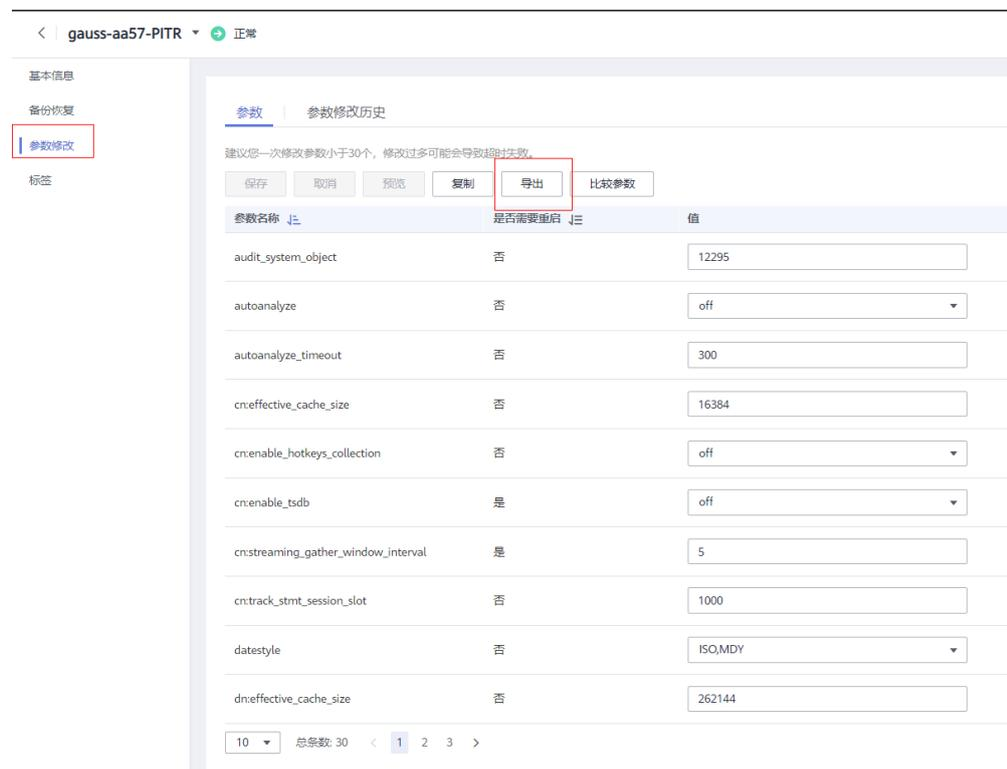 gauss-aa57-PITR 正常
基本信息
备份恢复
参数修改
标签
参数 参数修改历史
建议您一次修改参数小于30个，修改过多可能会导致超时失败。
保存 取消 预览 复制 导出 比较参数
参数名称 是否需要重启 值
audit_system_object 否 12295
autoanalyze 否 off
autoanalyze_timeout 否 300
cn:effective_cache_size 否 16384
cn:enable_hotkeys_collection 否 off
cn:enable_tsdb 是 off
cn:streaming_gather_window_interval 是 5
cn:track_stmt_session_slot 否 1000
datestyle 否 ISO,MDY
dn:effective_cache_size 否 262144
10 总条数: 30 < 1 2 3 >